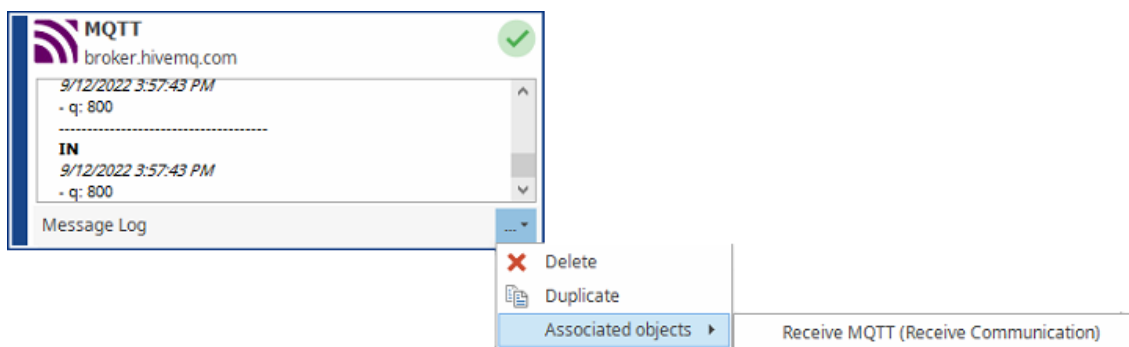 MQTT
broker.hivemq.com
9/12/2022 3:57:43 PM
- q: 800
-------------------------------------
IN
9/12/2022 3:57:43 PM
- q: 800
Message Log
...
Delete
Duplicate
Associated objects
Receive MQTT (Receive Communication)